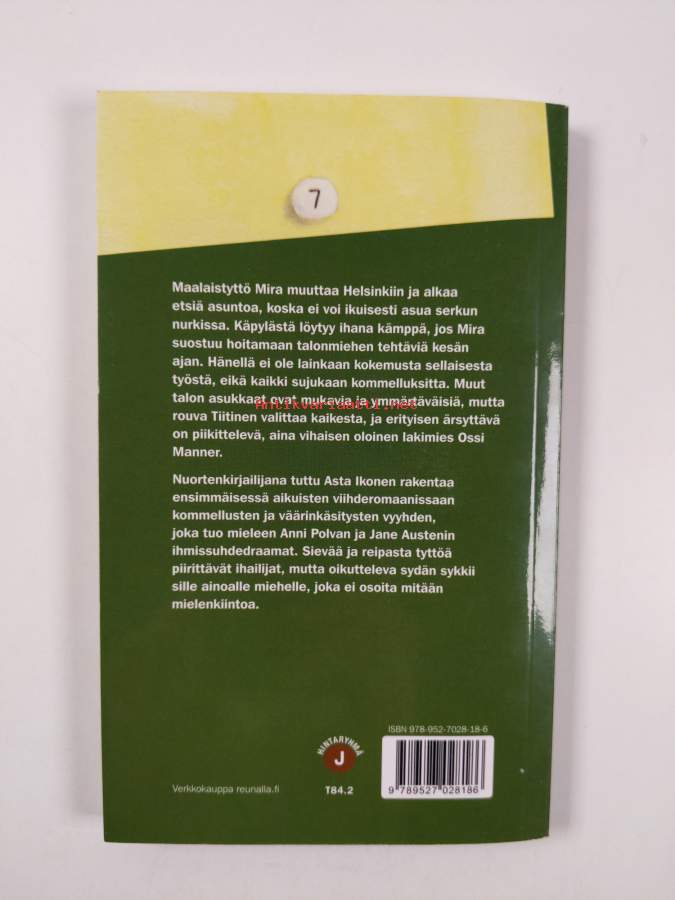 7
Maalaistyttö Mira muuttaa Helsinkiin ja alkaa
etsiä asuntoa, koska ei voi ikuisesti asua serkun
nurkissa. Käpylästä löytyy ihana kämppä, jos Mira
suostuu hoitamaan talonmiehen tehtäviä kesän
ajan. Hänellä ei ole lainkaan kokemusta sellaisesta
työstä, eikä kaikki sujukaan kommelluksitta. Muut
talon asukkaat ovat mukavia ja ymmärtäväisiä, mutta
Antikvariaatti.net
rouva Tiitinen valittaa kaikesta, ja erityisen ärsyttävä
on piikittelevä, aina vihaisen oloinen lakimies Ossi
Manner.
Nuortenkirjailijana tuttu Asta Ikonen rakentaa
ensimmäisessä aikuisten viihderomaanissaan
kommellusten ja väärinkäsitysten vyyhden,
joka tuo mieleen Anni Polvan ja Jane Austenin
ihmissuhdedraamat. Sievää ja reipasta tyttöä
piirittävät ihailijat, mutta oikutteleva sydän sykkii
sille ainoalle miehelle, joka ei osoita mitään
mielenkiintoa.
ISBN 978-952-7028-18-6
HINTARYHMÄ
J
T84.2
9 789527 028186
Verkkokauppa reunalla.fi